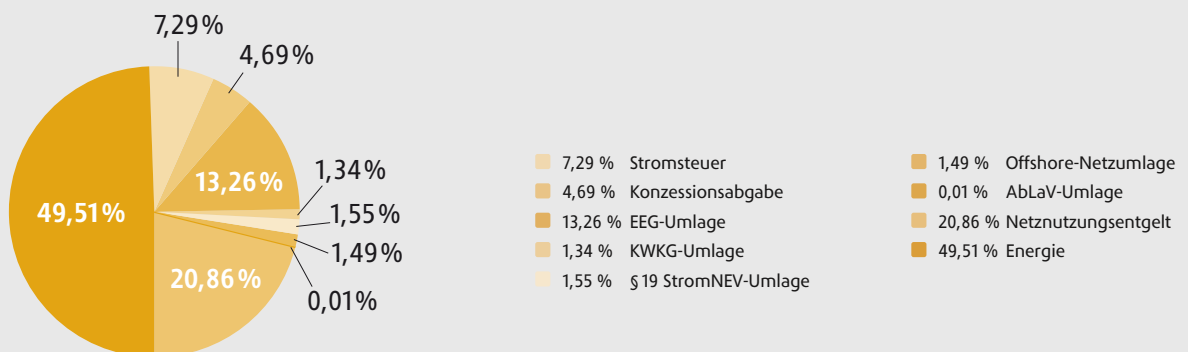 7,29 %
4,69 %
13,26 %
1,34 %
1,55 %
1,49 %
0,01 %
20,86 %
49,51 %
7,29 % Stromsteuer
4,69 % Konzessionsabgabe
13,26 % EEG-Umlage
1,34 % KWKG-Umlage
1,55 % § 19 StromNEV-Umlage
1,49 % Offshore-Netzumlage
0,01 % AbLaV-Umlage
20,86 % Netznutzungsentgelt
49,51 % Energie